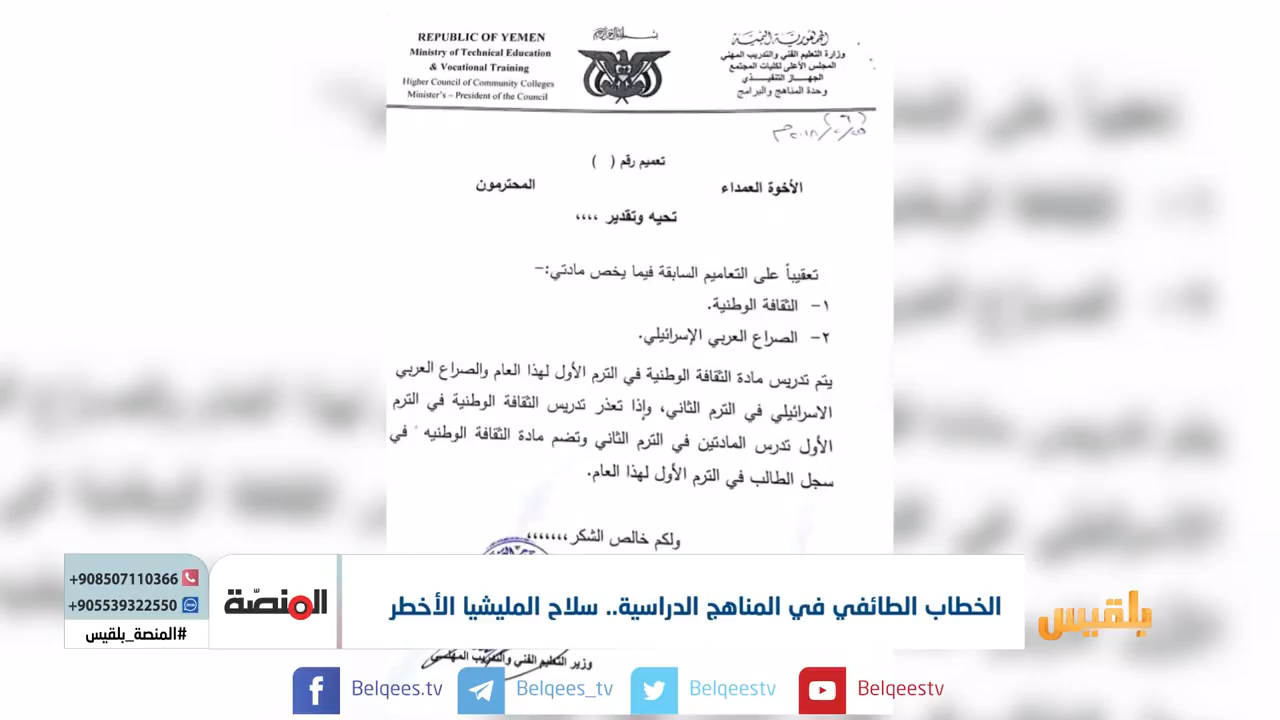 REPUBLIC OF YEMEN
Ministry of Technical Education
& Vocational Training
Higher Council of Community Colleges
Minister's – President of the Council
الجمهورية اليمنية
وزارة التعليم الفني والتدريب المهني
المجلس الأعلى لكليات المجتمع
الجهاز التنفيذي
وحدة المناهج والبرامج
تعميم رقم ( )
الأخوة العمداء المحترمون
تحيه وتقدير ،،،،
تعقيباً على التعاميم السابقة فيما يخص مادتي:-
١- الثقافة الوطنية.
٢- الصراع العربي الإسرائيلي.
يتم تدريس مادة الثقافة الوطنية في الترم الأول لهذا العام والصراع العربي
الاسرائيلي في الترم الثاني، وإذا تعذر تدريس الثقافة الوطنية في الترم
الأول تدرس المادتين في الترم الثاني وتضم مادة الثقافة الوطنيه في
سجل الطالب في الترم الأول لهذا العام.
ولكم خالص الشكر،،،،،،،
+908507110366
+905539322550
#المنصة_بلقيس
المنصّة
الخطاب الطائفي في المناهج الدراسية.. سلاح المليشيا الأخطر
بلقيس
وزير التعليم الفني والتدريب المهني
Belqees.tv
Belqees_tv
Belqeestv
Belqeestv